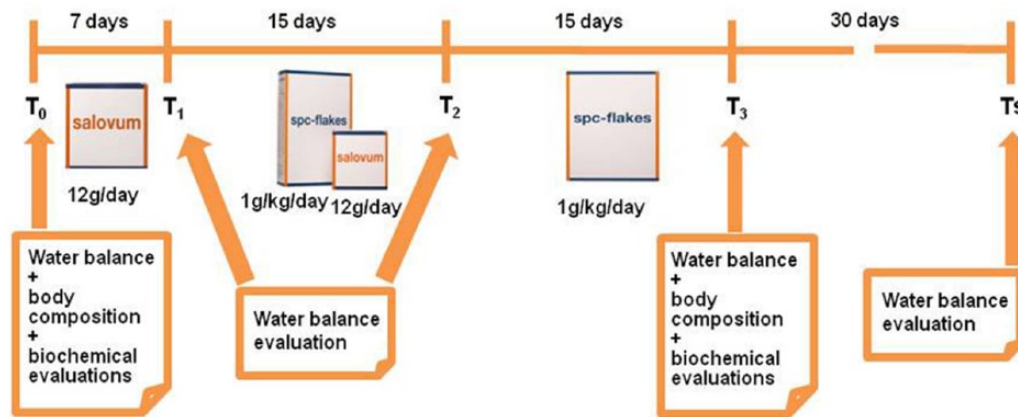 7 days
15 days
15 days
30 days
T0
T1
T2
T3
salovum
spc-flakes
salovum
spc-flakes
12g/day
1g/kg/day
12g/day
1g/kg/day
Water balance
+
body
composition
+
biochemical
evaluations
Water balance
evaluation
Water balance
+
body
composition
+
biochemical
evaluations
Water balance
evaluation